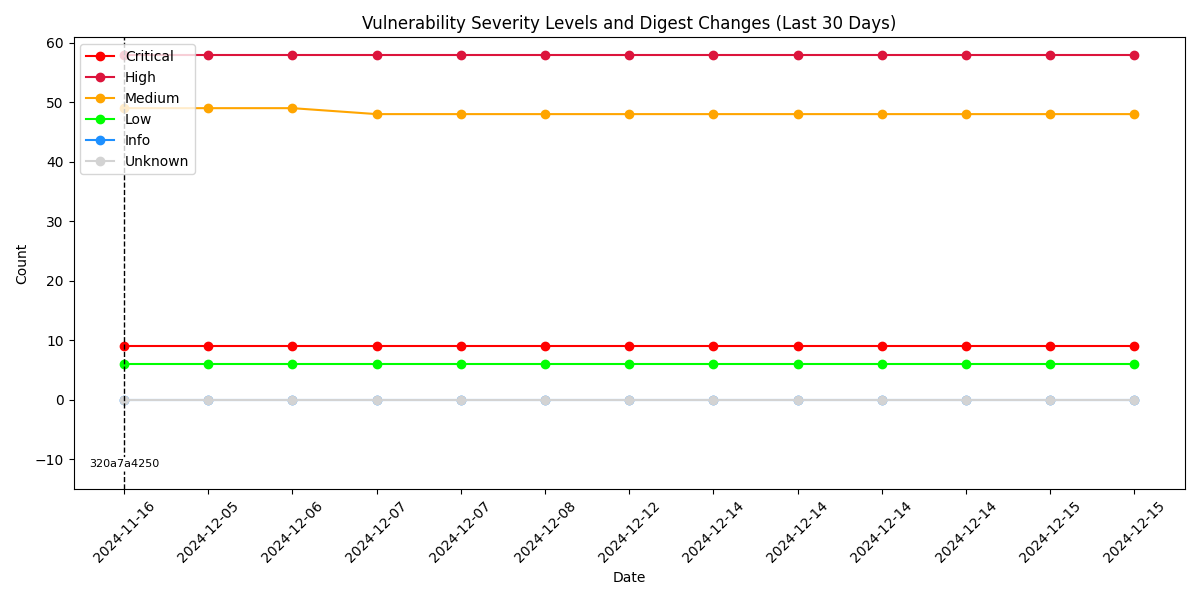 Vulnerability Severity Levels and Digest Changes (Last 30 Days)
Critical
High
Medium
Low
Info
Unknown
60
50
40
30
20
10
0
−10
Count
320a7a4250
2024-11-16
2024-12-05
2024-12-06
2024-12-07
2024-12-07
2024-12-08
2024-12-12
2024-12-14
2024-12-14
2024-12-14
2024-12-14
2024-12-15
2024-12-15
Date